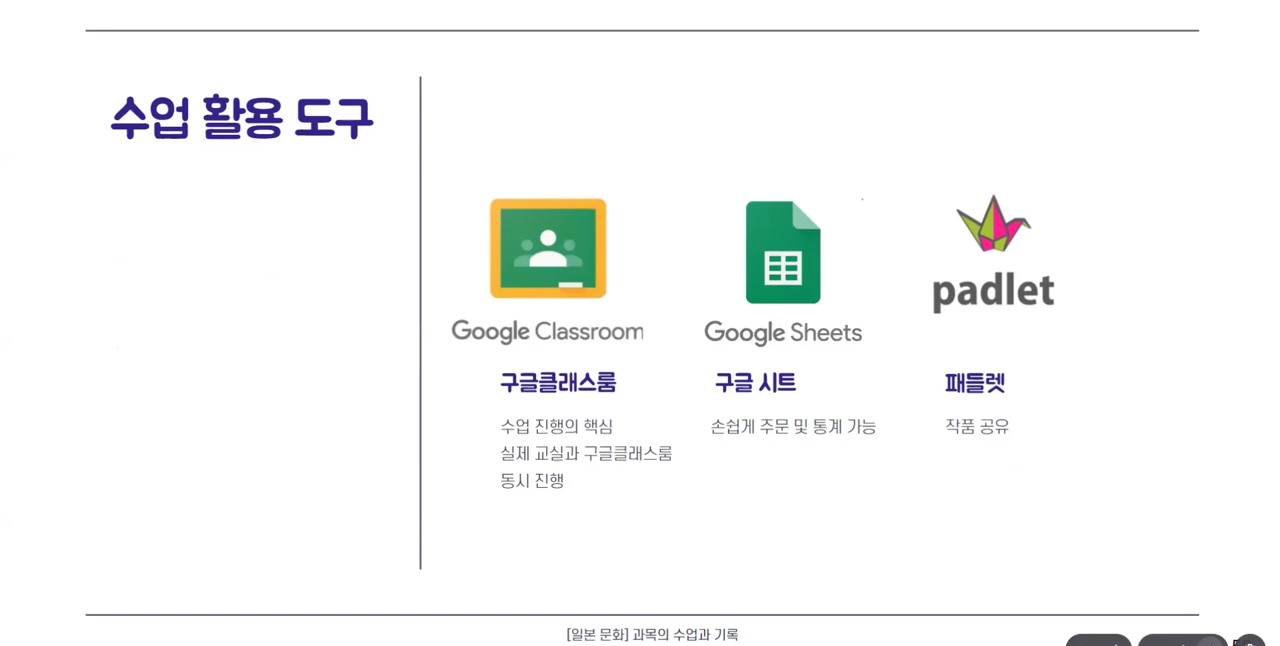 수업 활용 도구
Google Classroom
Google Sheets
padlet
구글클래스룸
구글 시트
패들렛
수업 진행의 핵심
실제 교실과 구글클래스룸
동시 진행
손쉽게 주문 및 통계 가능
작품 공유
[일본 문화] 과목의 수업과 기록